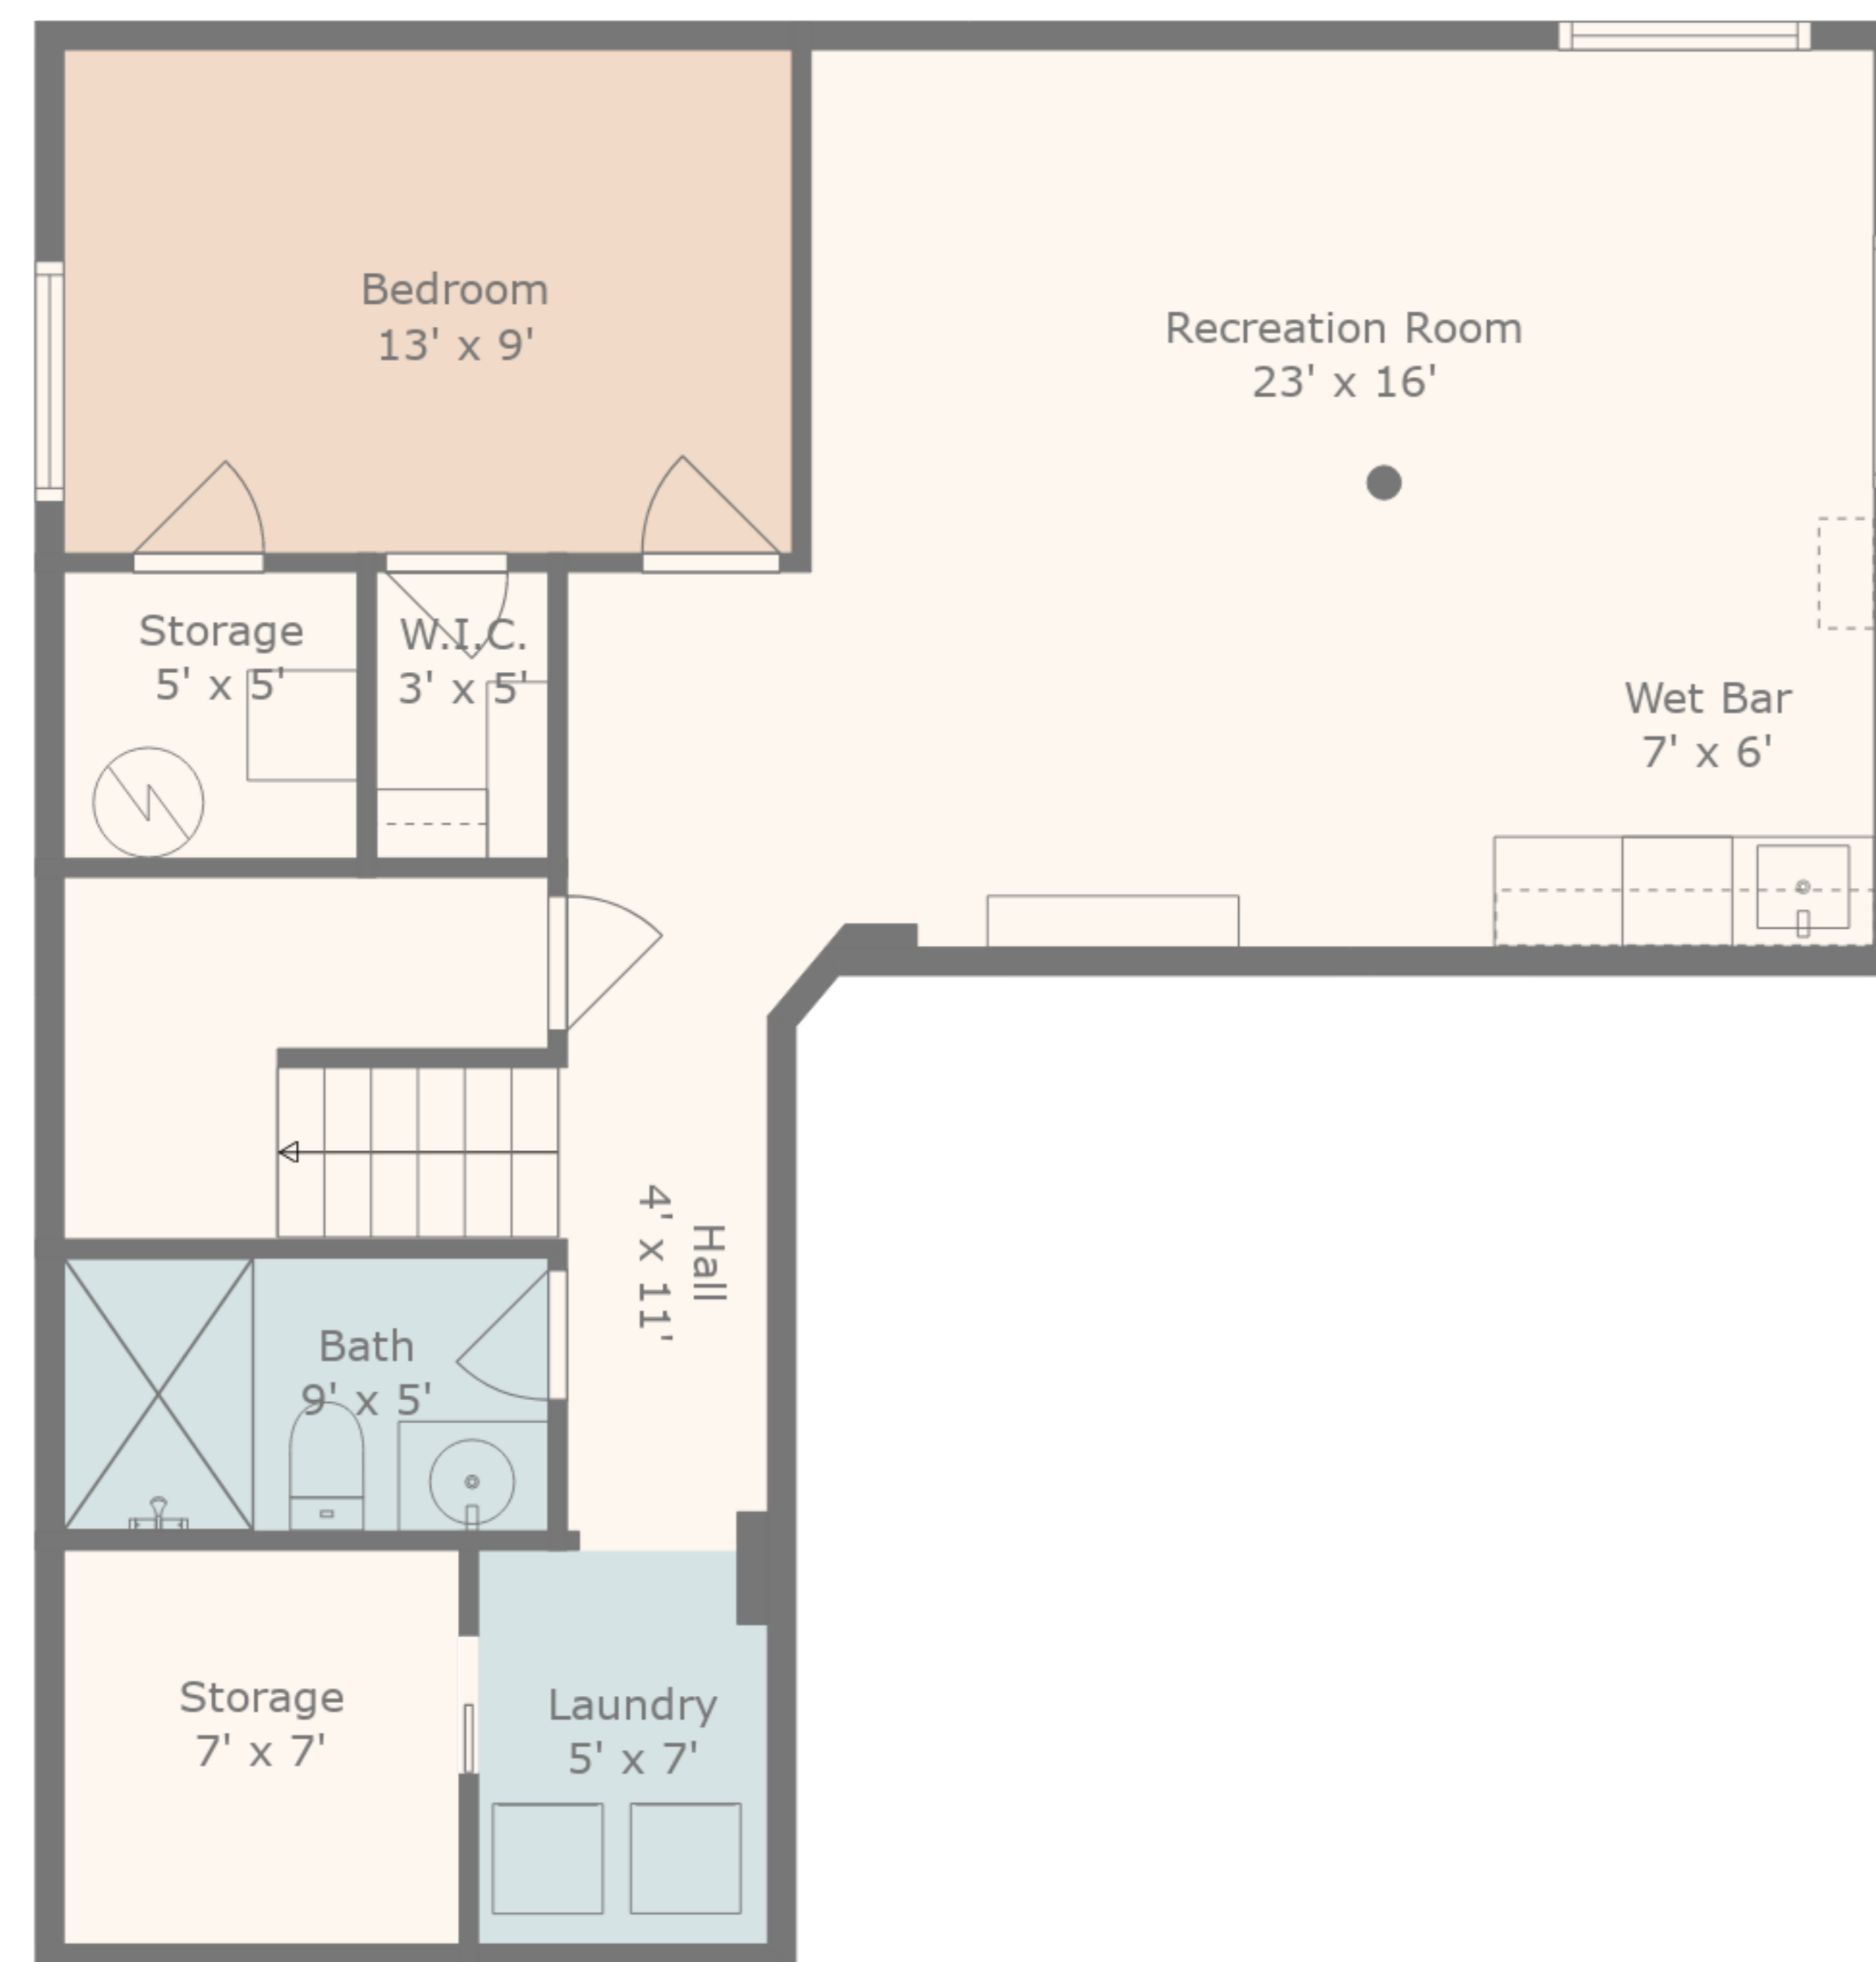 Bedroom
13' x 9'
Recreation Room
23' x 16'
Storage
5' x 5'
W.I.C.
3' x 5'
Wet Bar
7' x 6'
Hall
4' x 11'
Bath
9' x 5'
Storage
7' x 7'
Laundry
5' x 7'